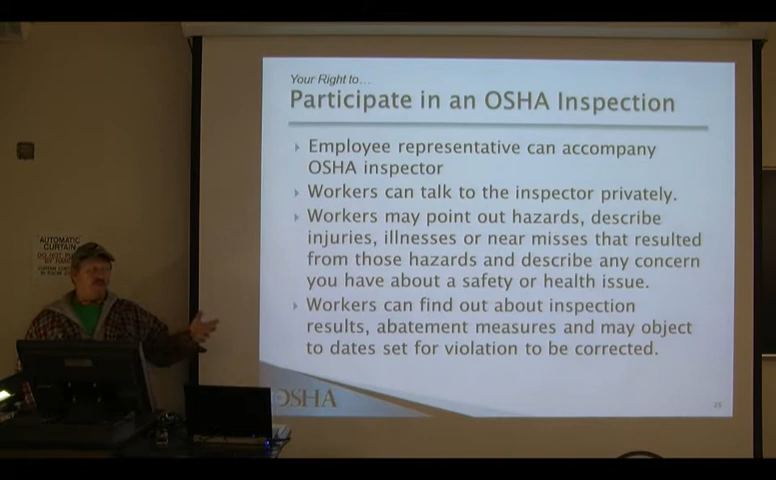 Your Right to...
Participate in an OSHA Inspection
Employee representative can accompany
OSHA inspector
Workers can talk to the inspector privately.
Workers may point out hazards, describe
injuries, illnesses or near misses that resulted
from those hazards and describe any concern
you have about a safety or health issue.
Workers can find out about inspection
results, abatement measures and may object
to dates set for violation to be corrected.
OSHA
25
AUTOMATIC
CURTAIN
DO NOT